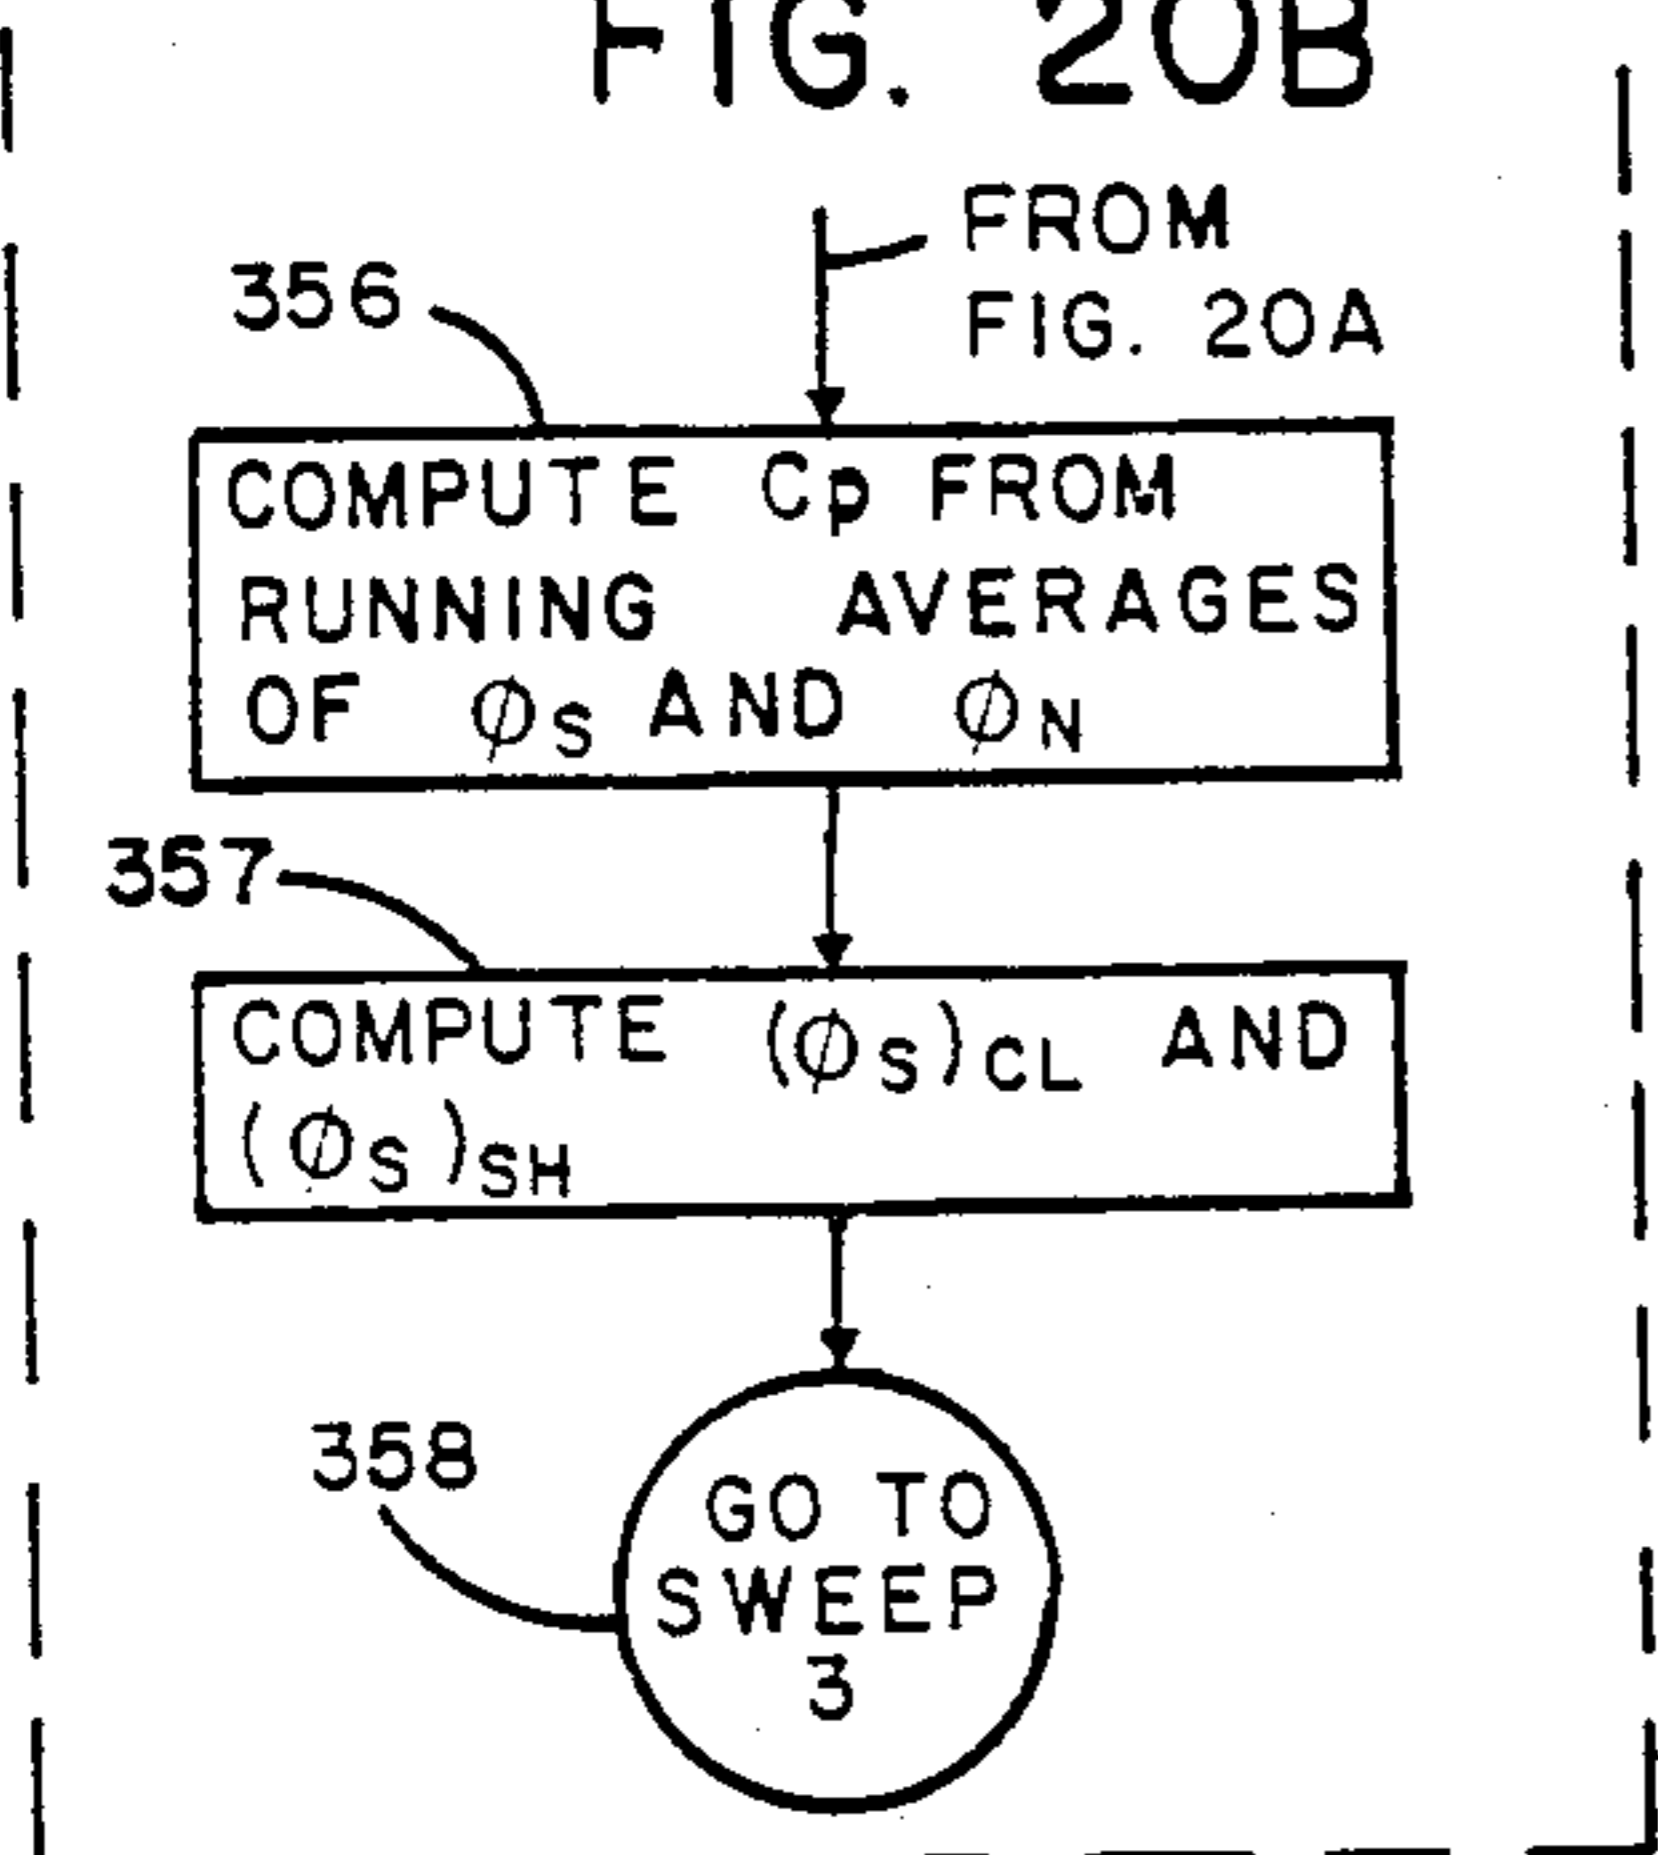 FIG. 20B
FROM
FIG. 20A
356
COMPUTE Cp FROM
RUNNING AVERAGES
OF ØS AND ØN
357
COMPUTE (ØS)CL AND
(ØS)SH
358
GO TO
SWEEP
3